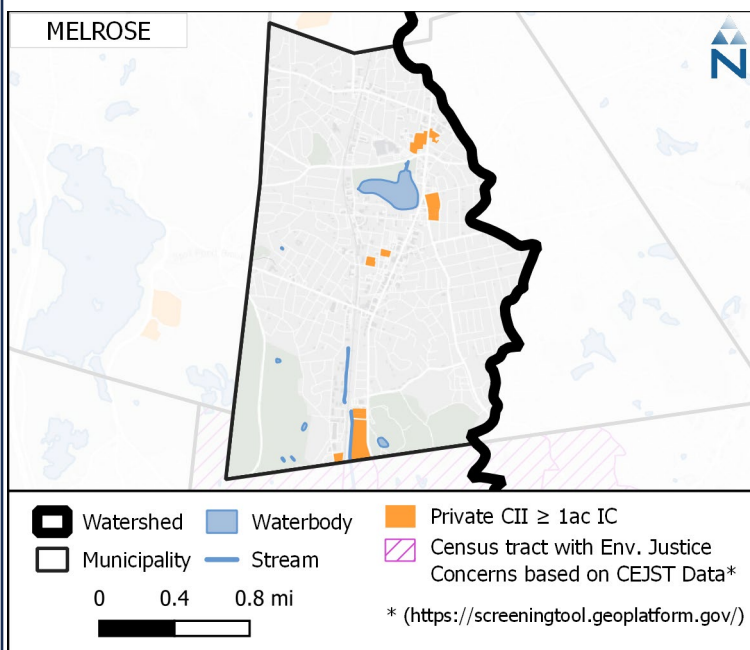 MELROSE
N
Watershed
Waterbody
Private CII ≥ 1ac IC
Municipality
Stream
Census tract with Env. Justice
Concerns based on CEJST Data*
0 0.4 0.8 mi
* (https://screeningtool.geoplatform.gov/)